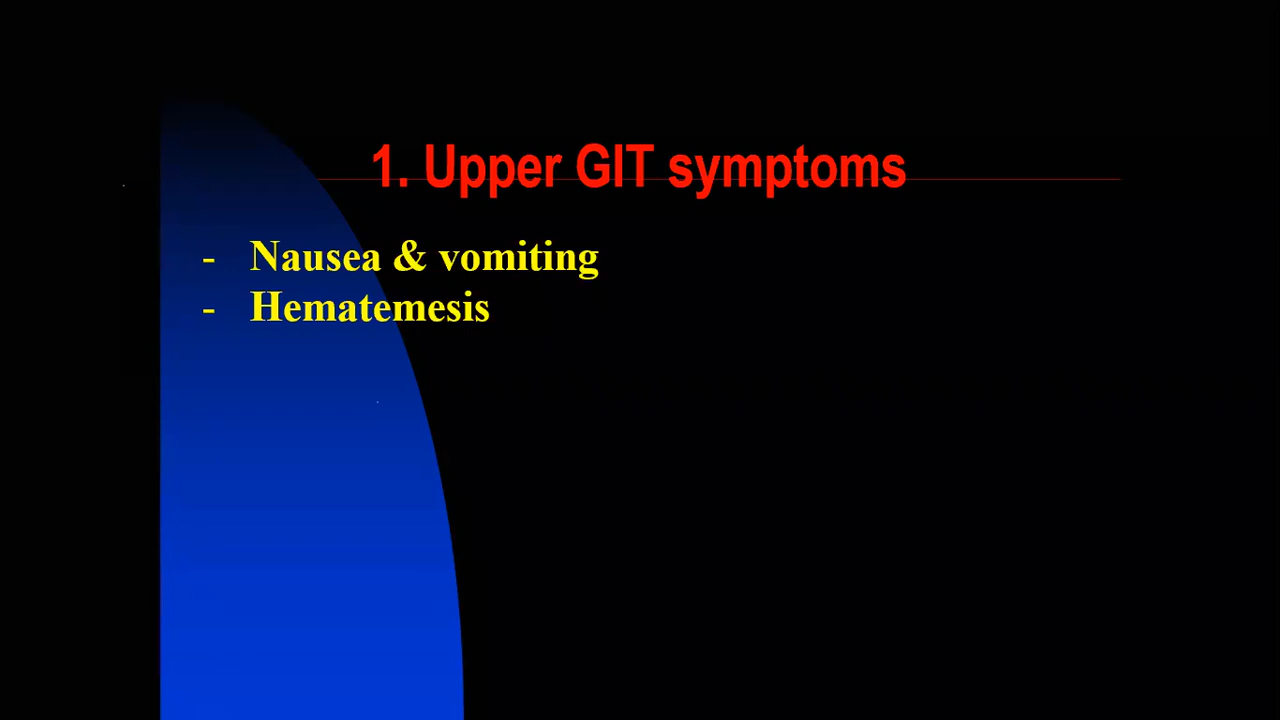 1. Upper GIT symptoms
- Nausea & vomiting
- Hematemesis